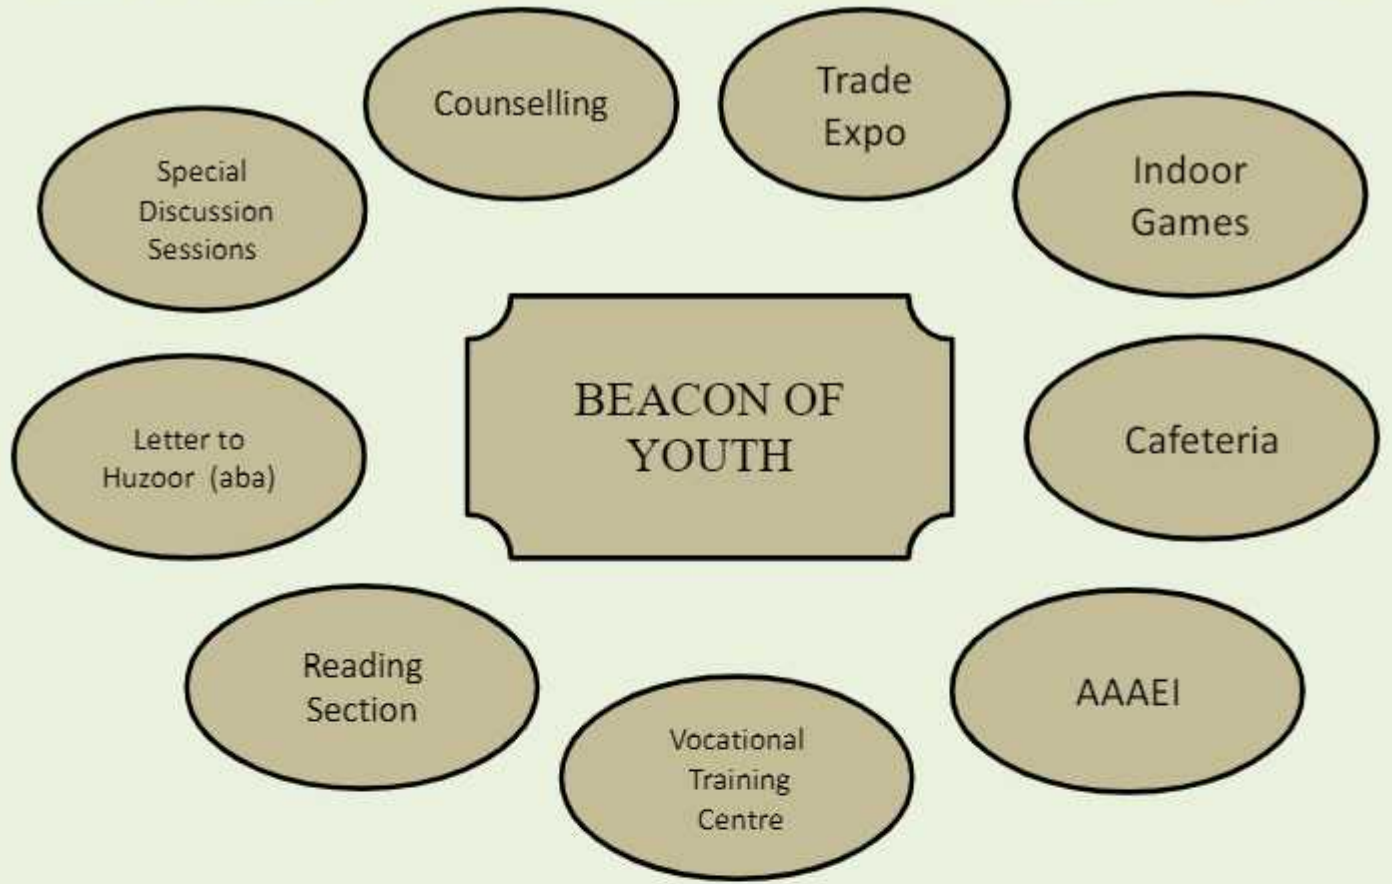 Counselling
Trade
Expo
Special
Discussion
Sessions
Indoor
Games
BEACON OF
YOUTH
Letter to
Huzoor (aba)
Cafeteria
Reading
Section
AAAEI
Vocational
Training
Centre